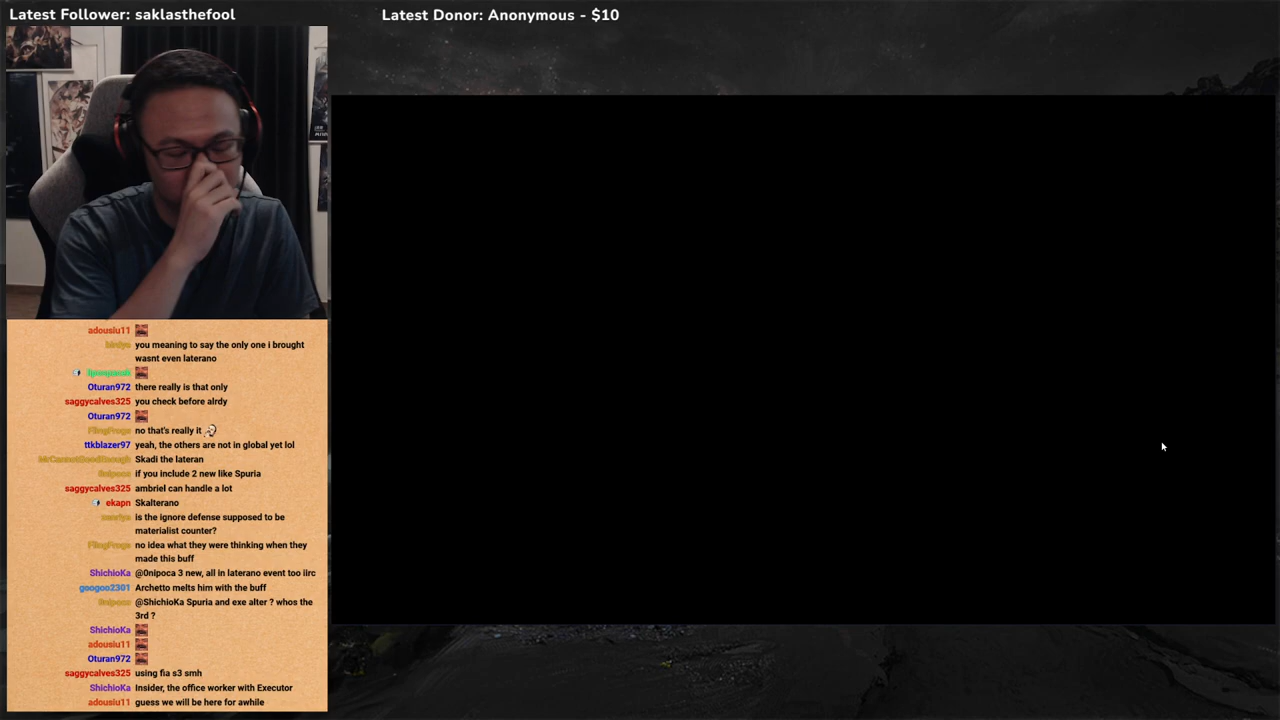 Latest Follower: saklasthefool
Latest Donor: Anonymous - $10
adousiu11
you meaning to say the only one i brought
wasnt even laterano
Oturan972 there really is that only
saggycalves325 you check before alrdy
Oturan972
FlingFrogs no that's really it
ttkblazer97 yeah, the others are not in global yet lol
Skadi the lateran
0nipoca if you include 2 new like Spuria
saggycalves325 ambriel can handle a lot
ekapn Skalterano
is the ignore defense supposed to be
materialist counter?
FlingFrogs no idea what they were thinking when they
made this buff
ShichioKa @0nipoca 3 new, all in laterano event too iirc
googoo2301 Archetto melts him with the buff
0nipoca @ShichioKa Spuria and exe alter ? whos the
3rd ?
ShichioKa
adousiu11
Oturan972
saggycalves325 using fia s3 smh
ShichioKa Insider, the office worker with Executor
adousiu11 guess we will be here for awhile